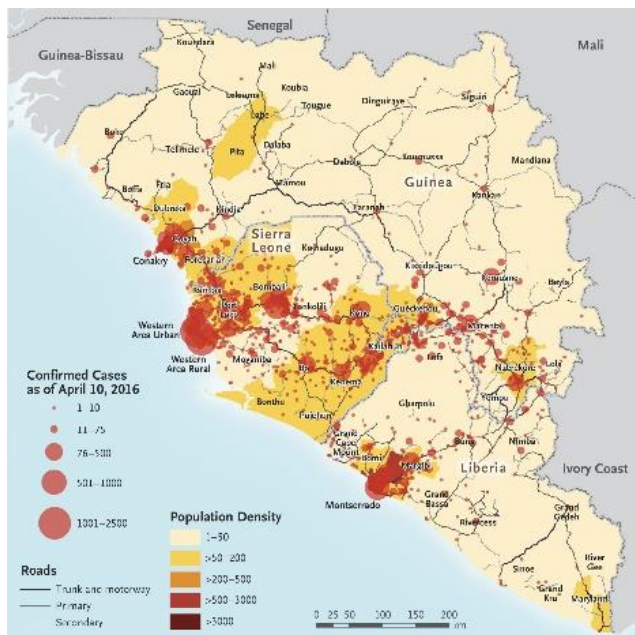 Senegal
Mali
Guinea-Bissau
Koundara
Mali
Koubia
Gaoual
Lelouma
Tougue
Dinguiraye
Siguiri
Labe
Boke
Telimele
Pita
Dalaba
Dabola
Kouroussa
Mandiana
Boffa
Fria
Mamou
Guinea
Kankan
Dubreka
Kindia
Faranah
Coyah
Sierra
Leone
Koinadugu
Conakry
Forecariah
Kissidougou
Kerouane
Beyla
Kambia
Bombali
Port
Loko
Tonkolili
Kono
Gueckedou
Macenta
Western
Area Urban
Kailahun
Lofa
Western
Area Rural
Moyamba
Bo
Kenema
Nzerekore
Lola
Yomou
Bonthe
Pujehun
Gbarpolu
Grand
Cape
Mount
Bomi
Bong
Nimba
Margibi
Liberia
Ivory Coast
Montserrado
Grand
Bassa
Rivercess
Grand
Gedeh
River
Gee
Sinoe
Grand
Kru
Maryland
Confirmed Cases
as of April 10, 2016
1–10
11–75
76–500
501–1000
1001–2500
Population Density
1–50
>50–200
>200–500
>500–3000
>3000
Roads
Trunk and motorway
Primary
Secondary
0 25 50 100 150 200
km